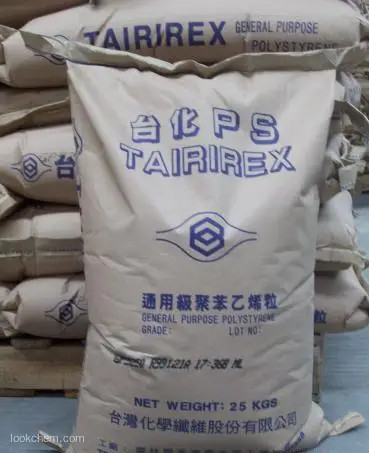 TAIRIREX GENERAL PURPOSE
POLYSTYRENE
台化PS
TAIRIREX
通用級聚苯乙烯粒
GENERAL PURPOSE POLYSTYRENE
GRADE: LOT NO:
NET WEIGHT: 25 KGS
台灣化學纖維股份有限公司
lookchem.com